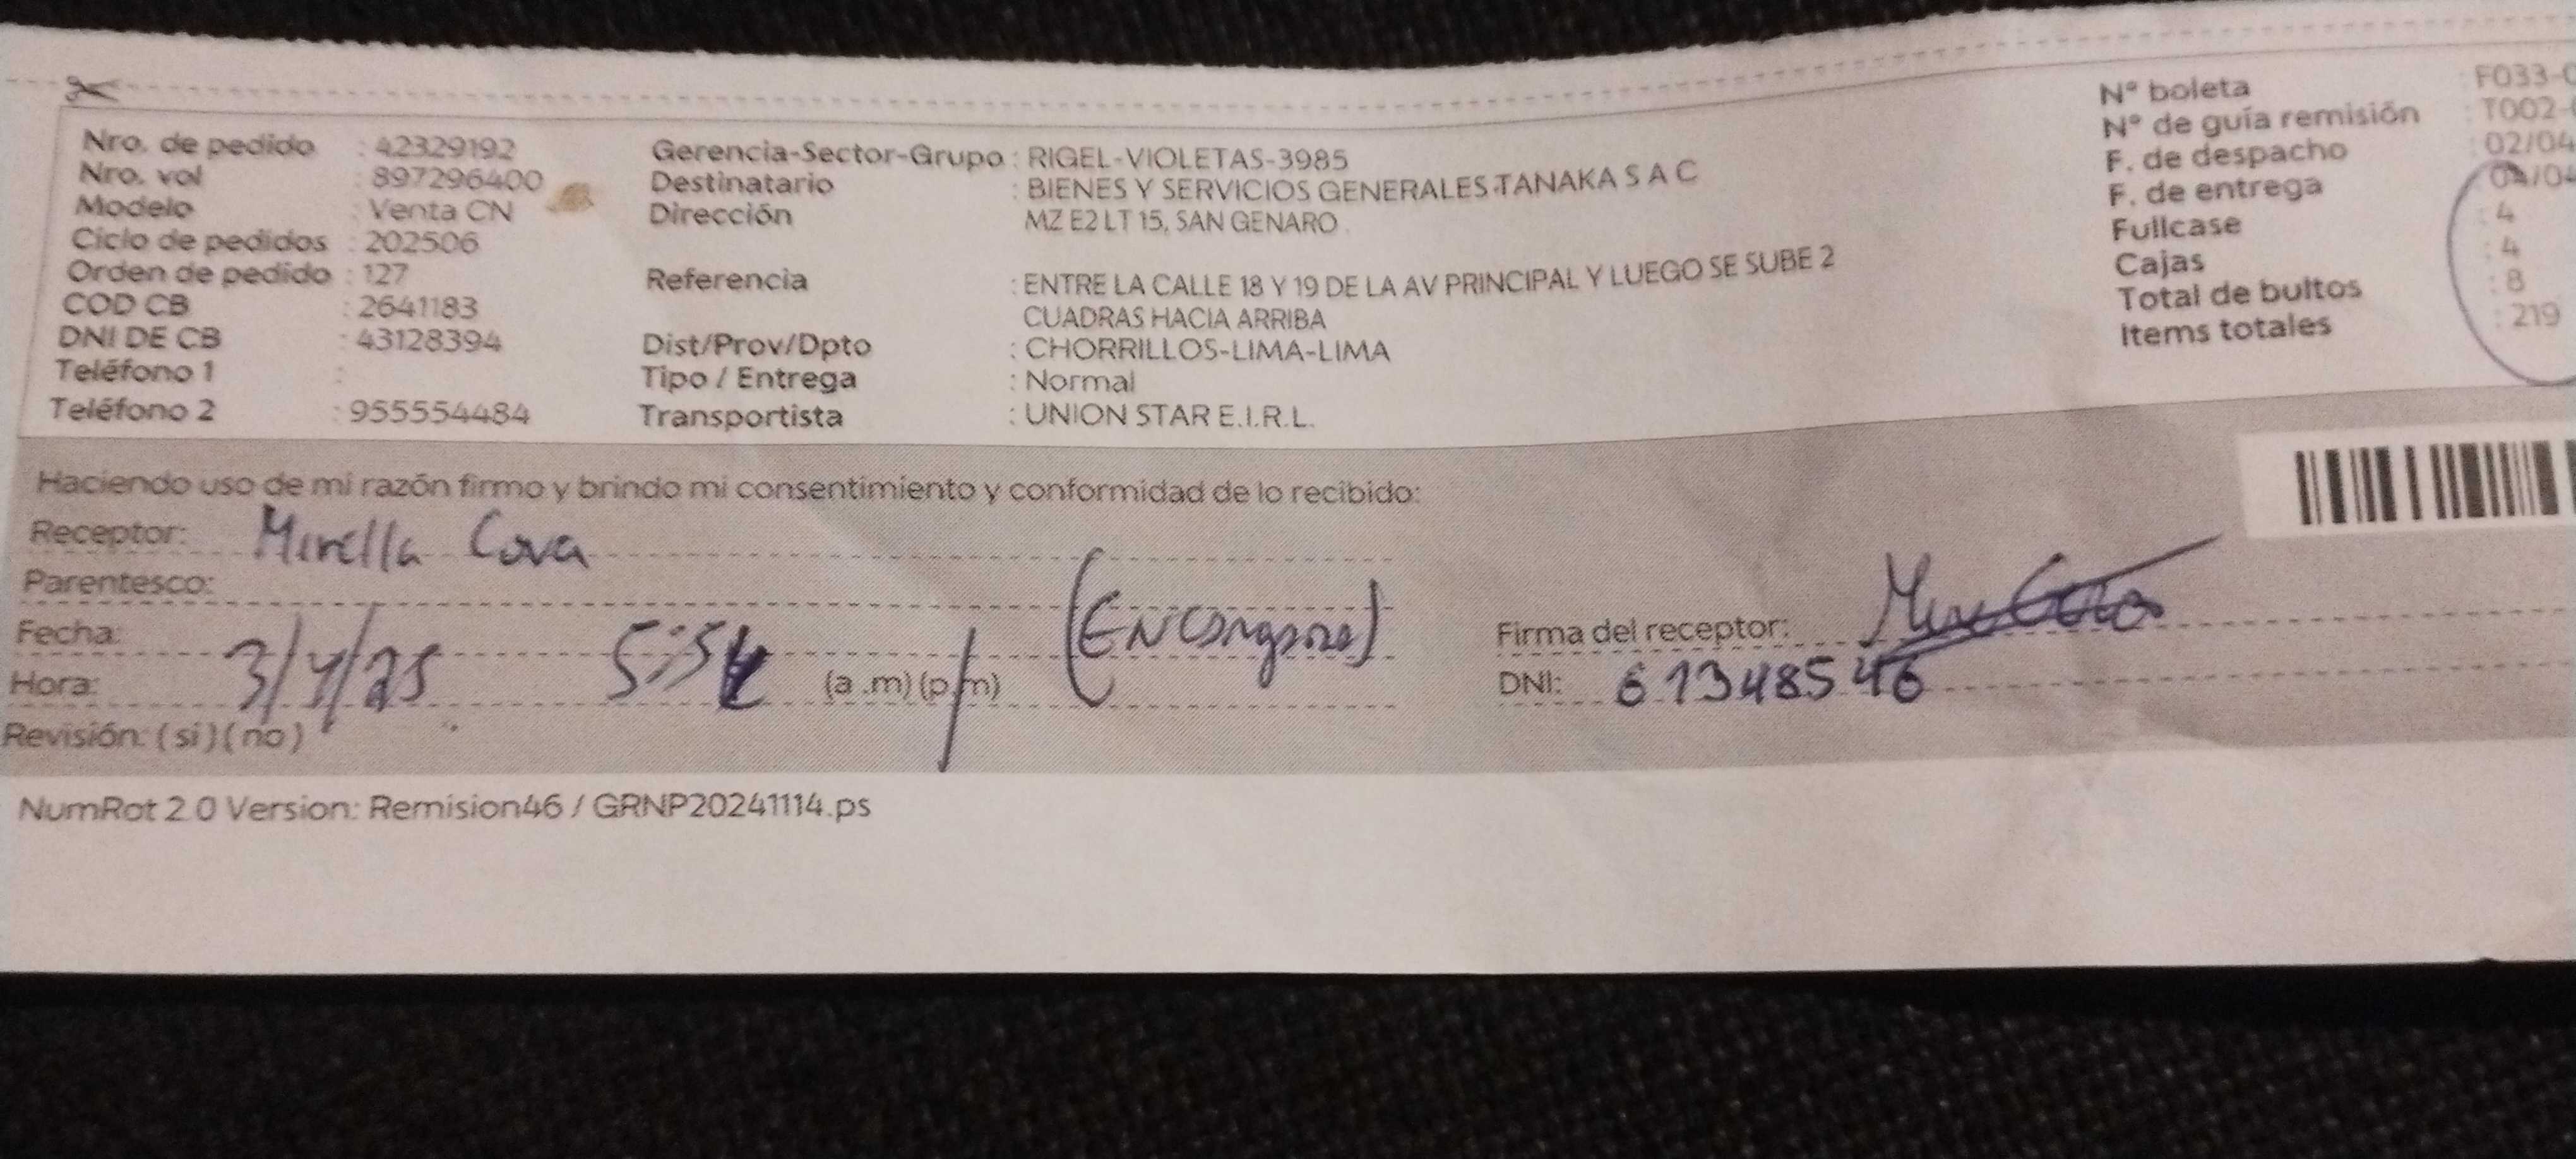 Nro. de pedido : 42329192
Nro. vol : 897296400
Modelo : Venta CN
Ciclo de pedidos : 202506
Orden de pedido : 127
COD CB : 2641183
DNI DE CB : 43128394
Teléfono 1 :
Teléfono 2 : 955554484
Gerencia-Sector-Grupo : RIGEL-VIOLETAS-3985
Destinatario : BIENES Y SERVICIOS GENERALES TANAKA S A C
Dirección MZ E2 LT 15, SAN GENARO
Referencia : ENTRE LA CALLE 18 Y 19 DE LA AV PRINCIPAL Y LUEGO SE SUBE 2
CUADRAS HACIA ARRIBA
Dist/Prov/Dpto : CHORRILLOS-LIMA-LIMA
Tipo / Entrega : Normal
Transportista : UNION STAR E.I.R.L.
N° boleta : F033-0
N° de guía remisión : T002-
F. de despacho : 02/04
F. de entrega 04/04
Fullcase : 4
Cajas : 4
Total de bultos : 8
Items totales : 219
Haciendo uso de mi razón firmo y brindo mi consentimiento y conformidad de lo recibido:
Receptor: Mirella Cova
Parentesco:
Fecha: 3/4/25
Hora: (a .m) (p.m)
Revisión: ( si ) ( no )
Firma del receptor:
DNI: 61348546
NumRot 2.0 Version: Remision46 / GRNP20241114.ps